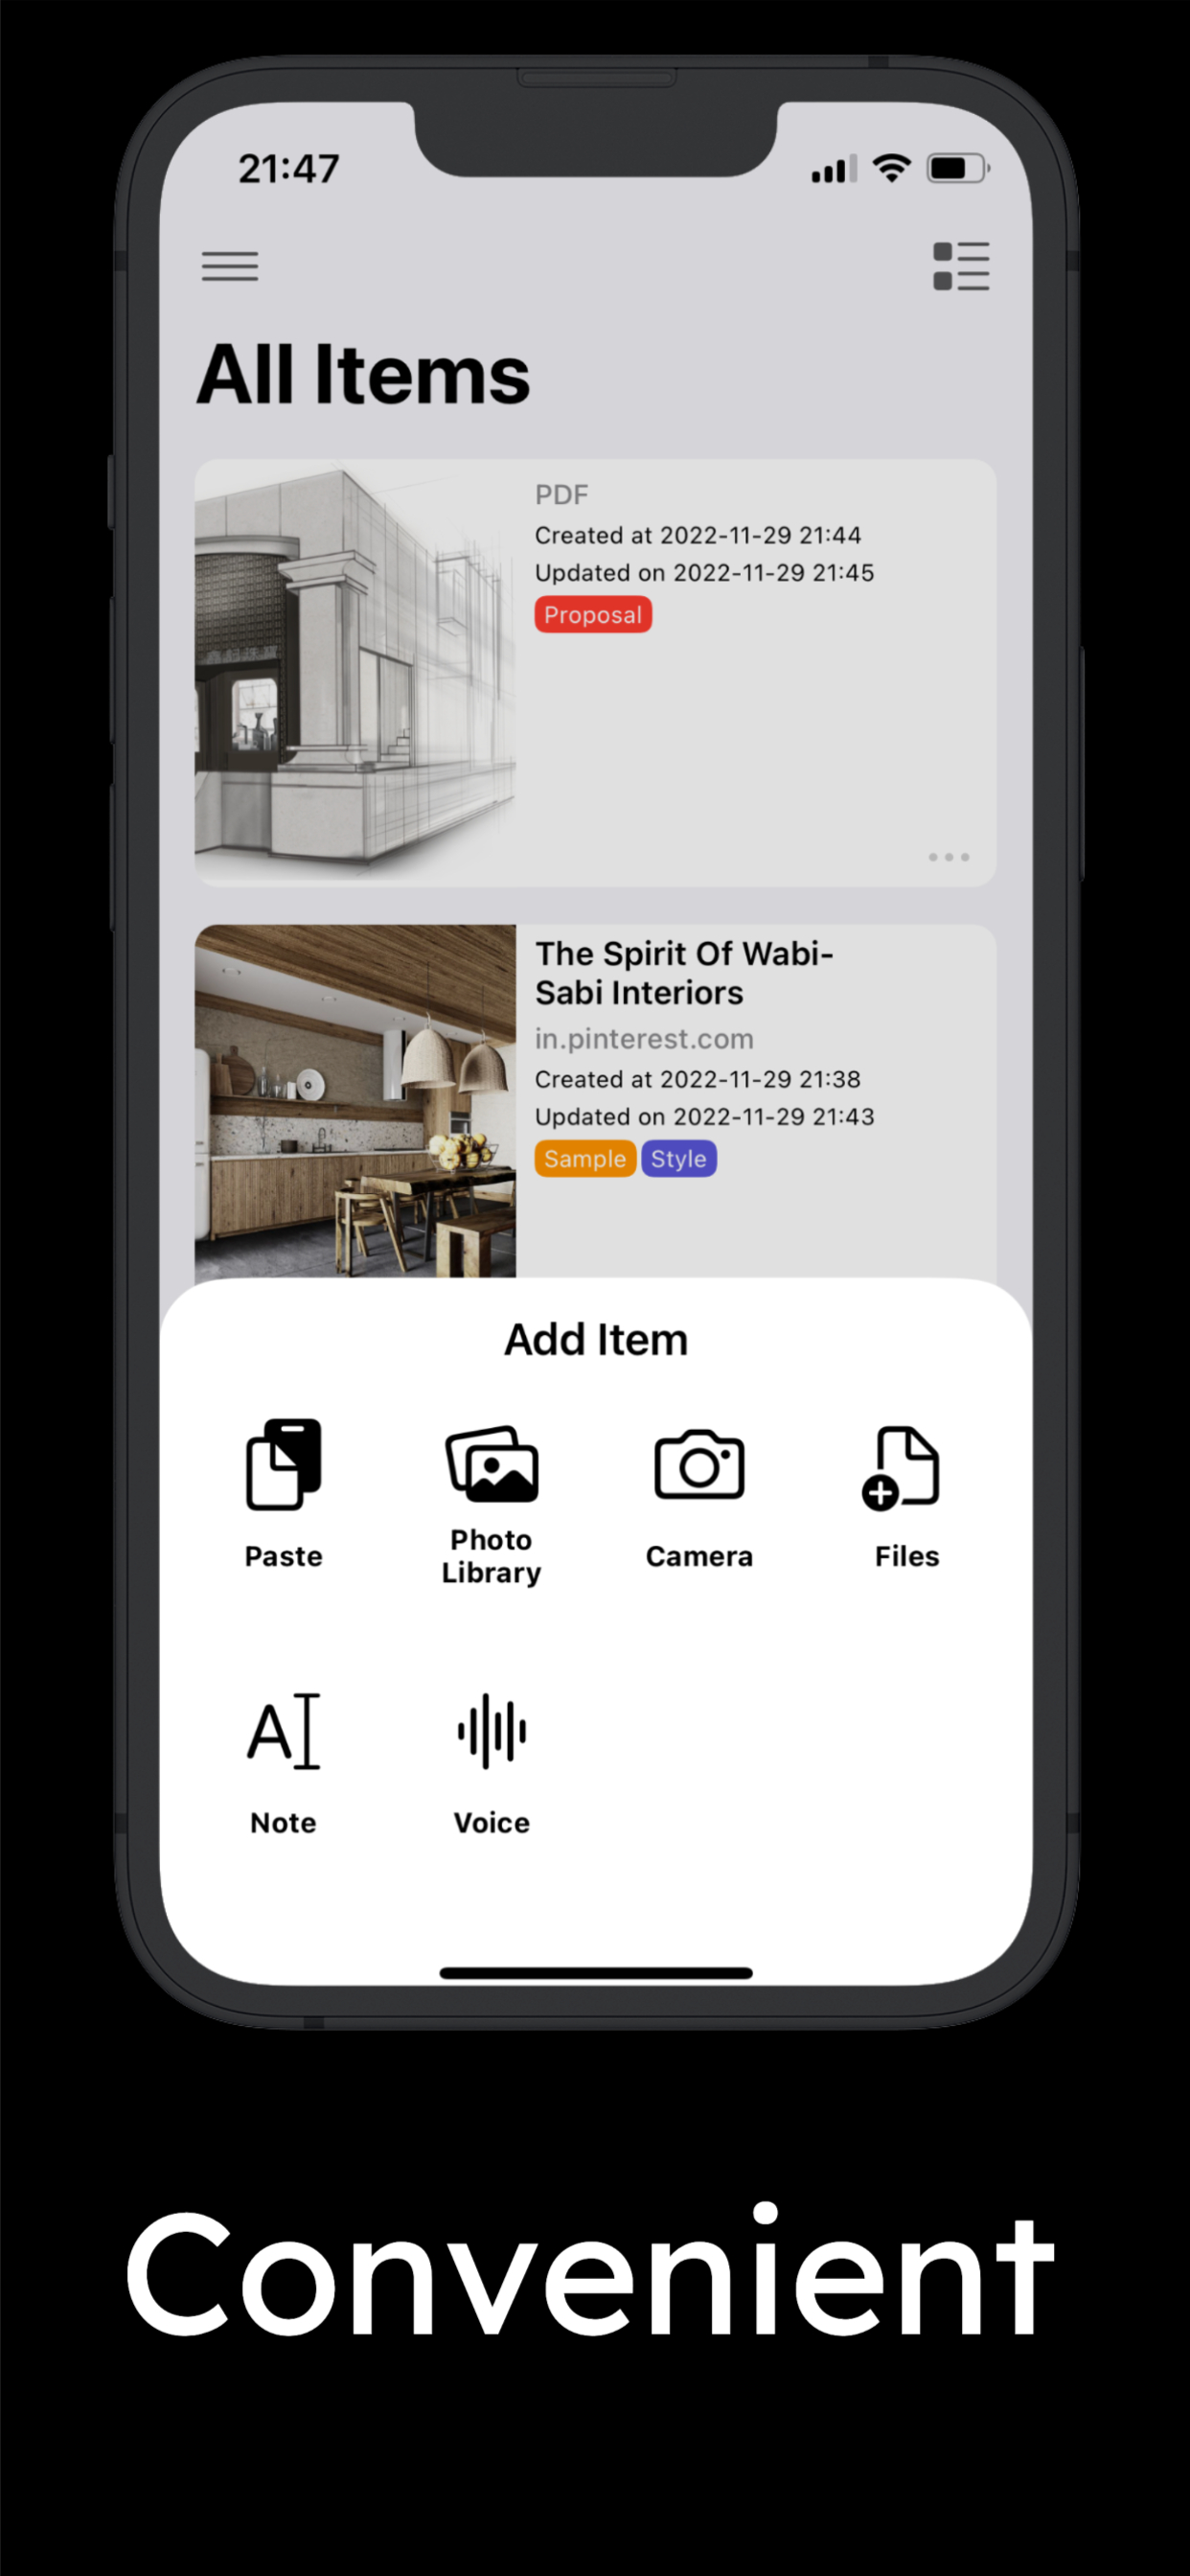 21:47
All Items
PDF
Created at 2022-11-29 21:44
Updated on 2022-11-29 21:45
Proposal
The Spirit Of Wabi-
Sabi Interiors
in.pinterest.com
Created at 2022-11-29 21:38
Updated on 2022-11-29 21:43
Sample Style
Add Item
Paste
Photo
Library
Camera
Files
Note
Voice
Convenient